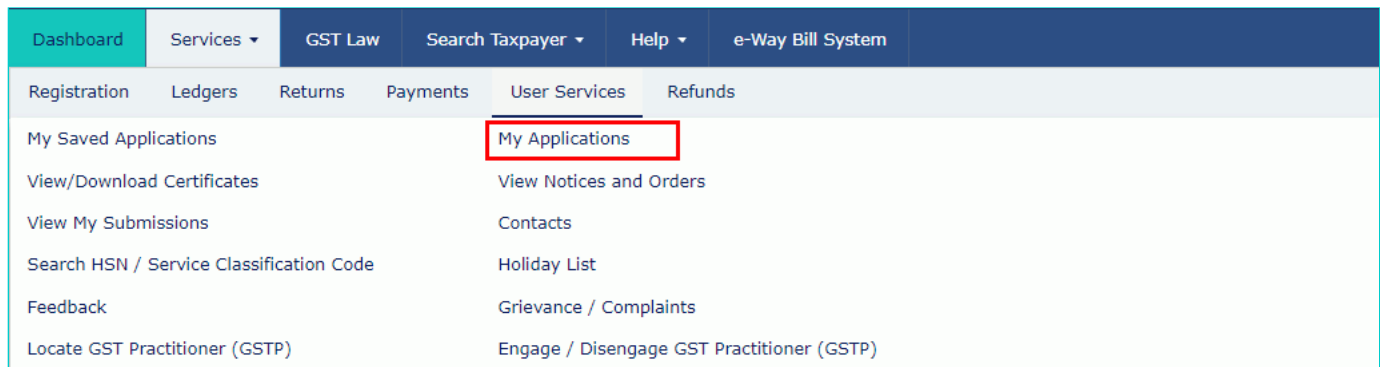 Dashboard Services GST Law Search Taxpayer Help e-Way Bill System
Registration Ledgers Returns Payments User Services Refunds
My Saved Applications My Applications
View/Download Certificates View Notices and Orders
View My Submissions Contacts
Search HSN / Service Classification Code Holiday List
Feedback Grievance / Complaints
Locate GST Practitioner (GSTP) Engage / Disengage GST Practitioner (GSTP)